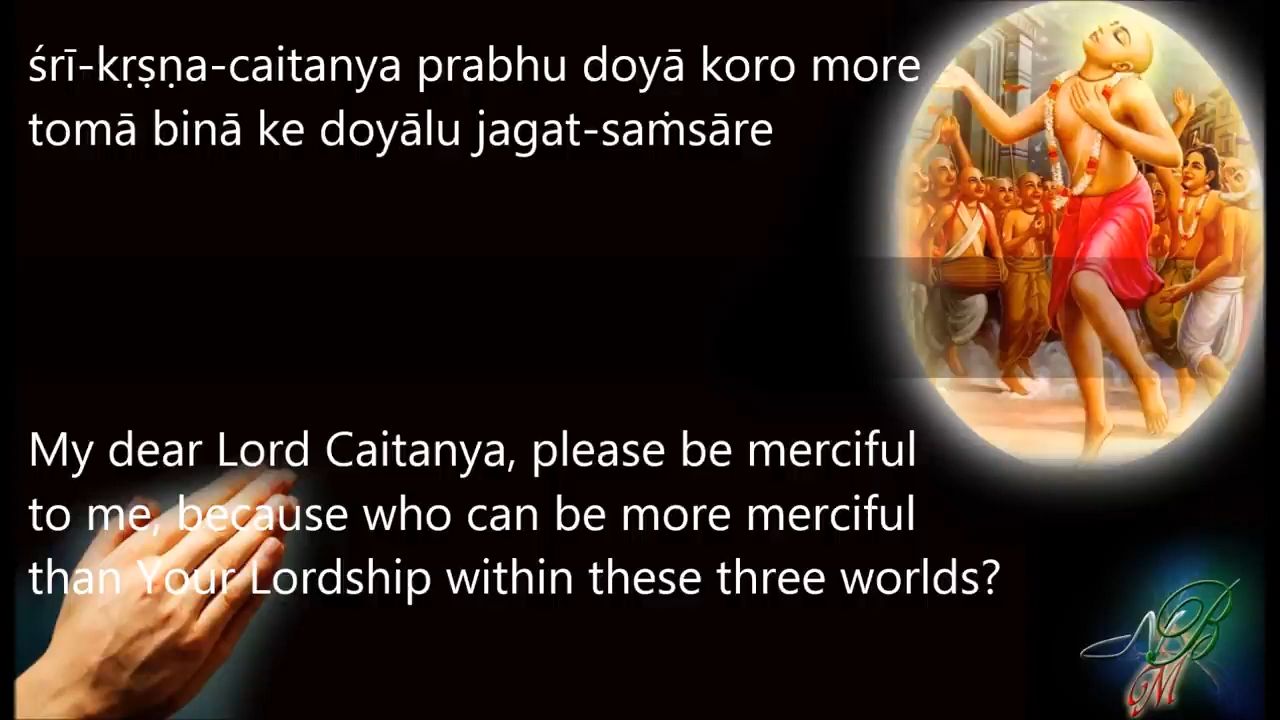 śrī-kṛṣṇa-caitanya prabhu doyā koro more
tomā binā ke doyālu jagat-saṁsāre
My dear Lord Caitanya, please be merciful
to me, because who can be more merciful
than Your Lordship within these three worlds?